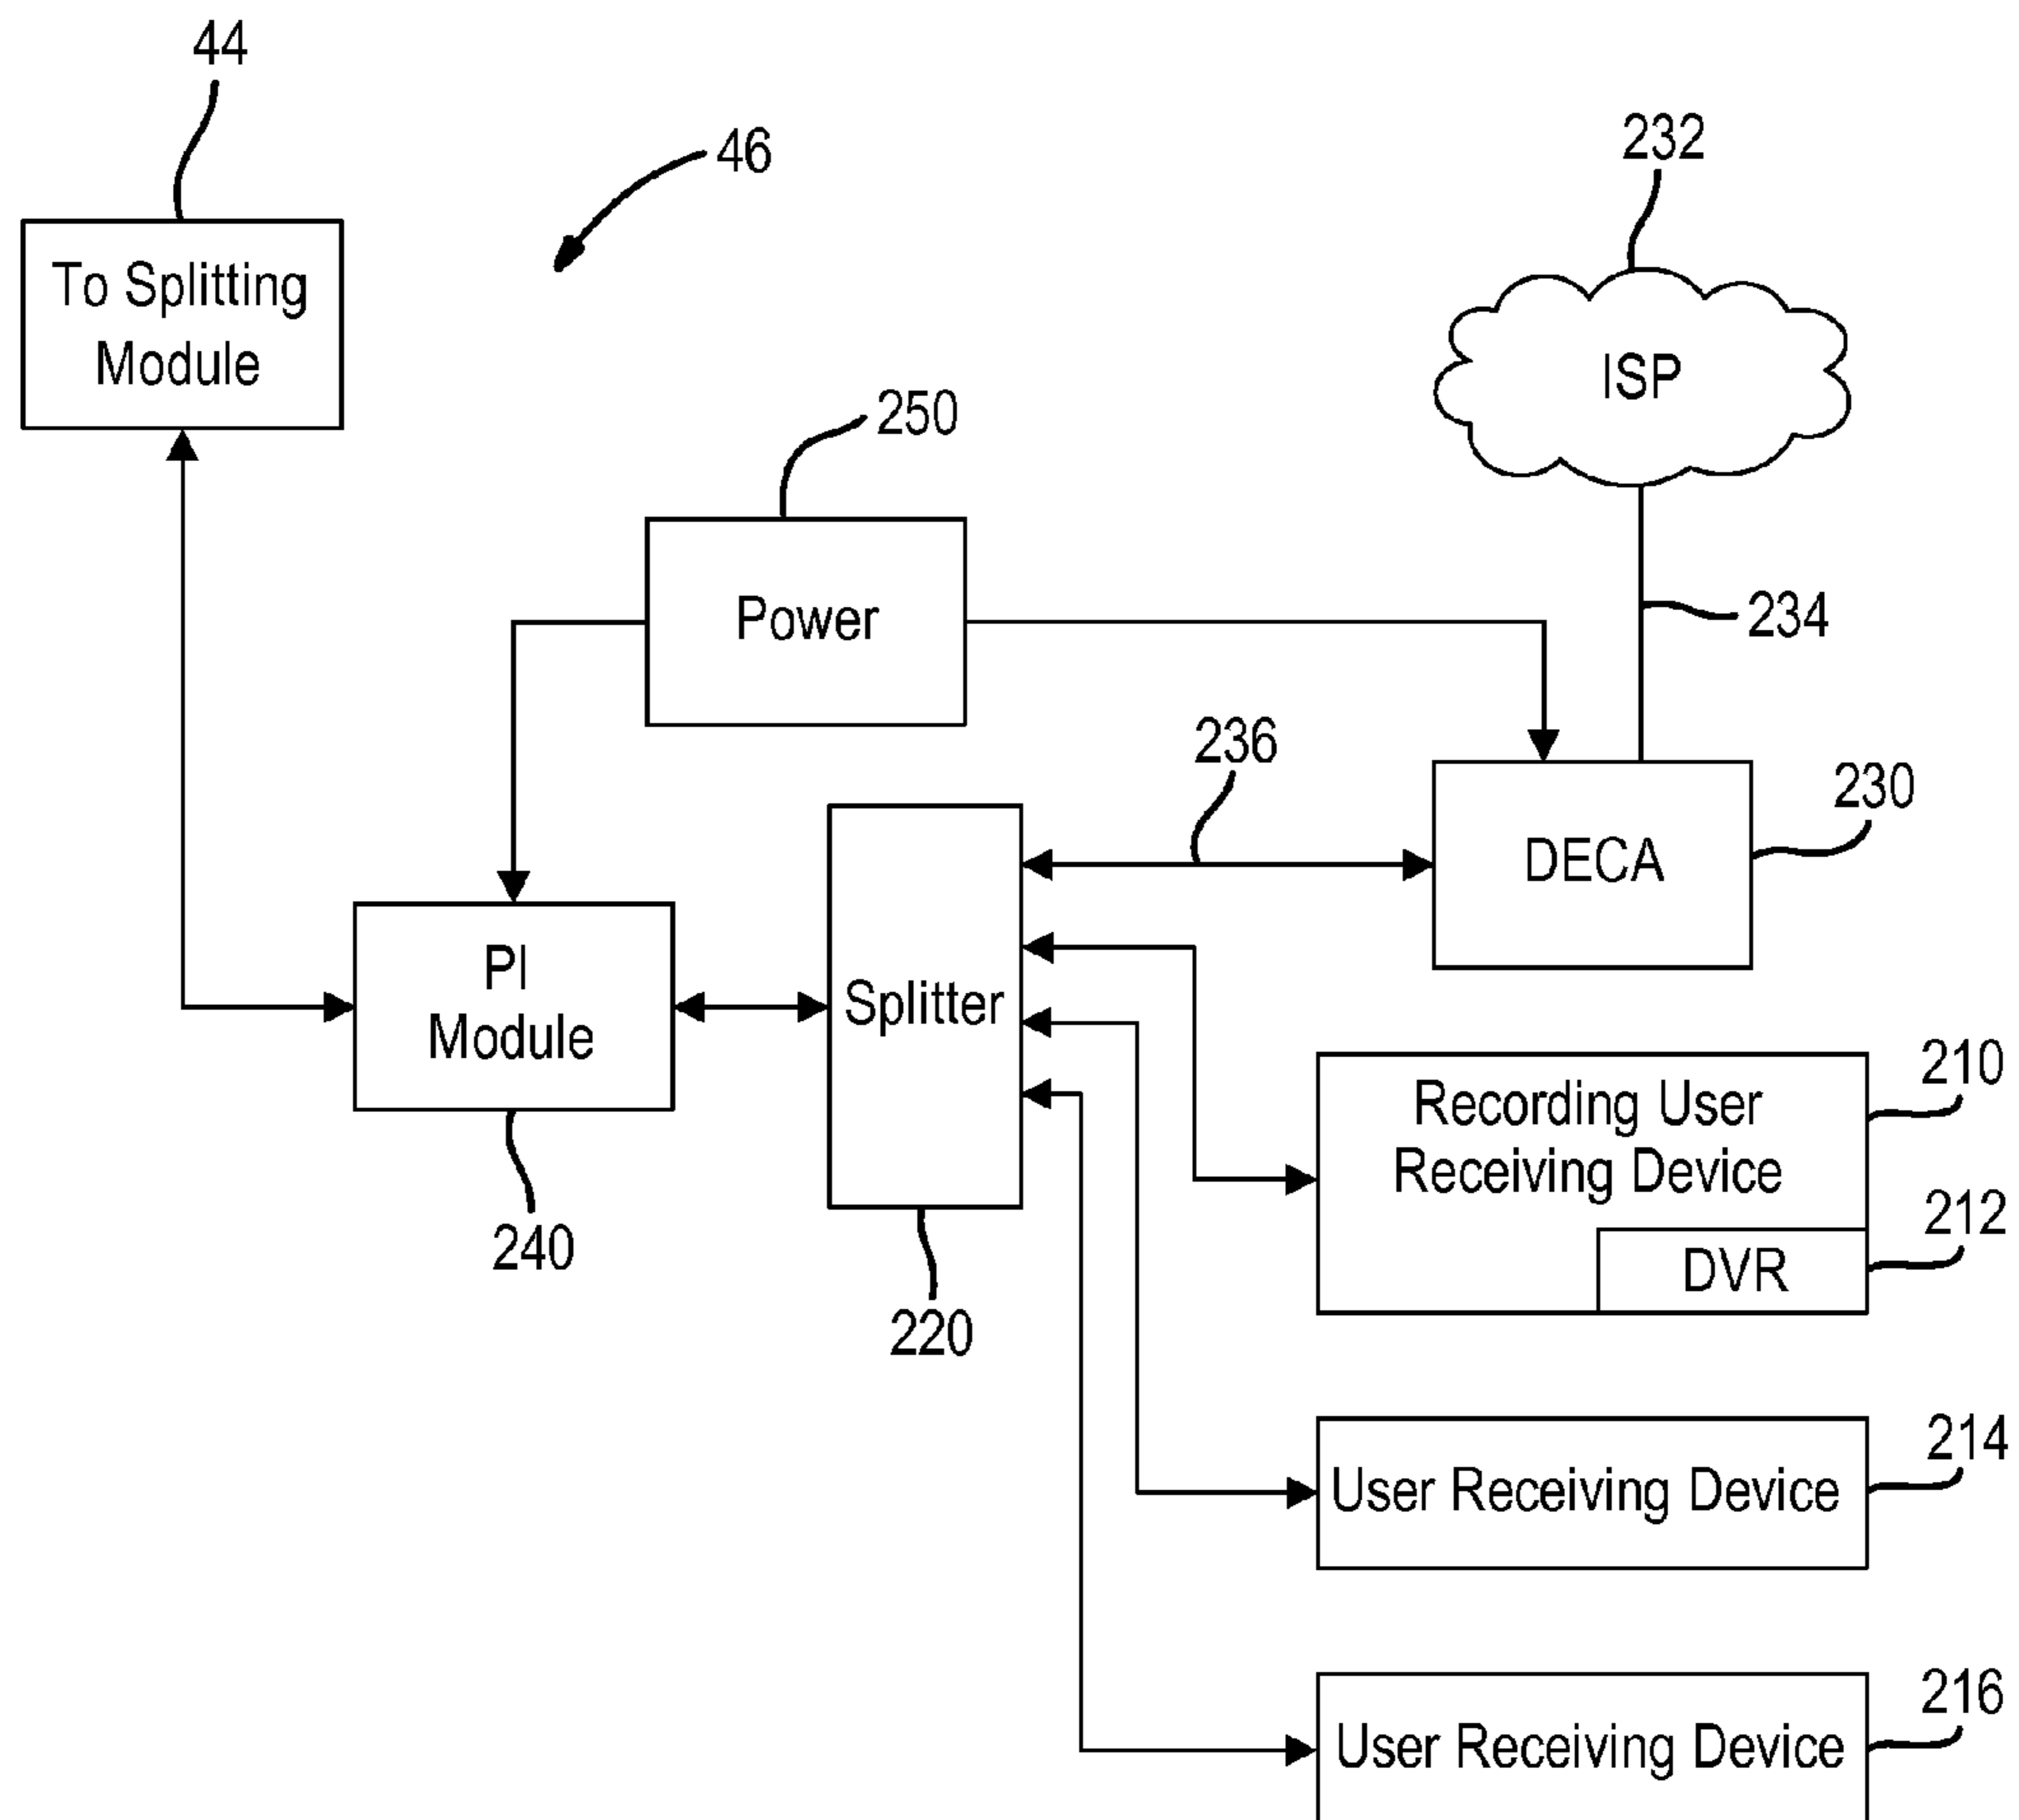 44
46
232
To Splitting
Module
ISP
250
Power
234
236
230
DECA
PI
Module
Splitter
240
220
210
Recording User
Receiving Device
212
DVR
214
User Receiving Device
216
User Receiving Device